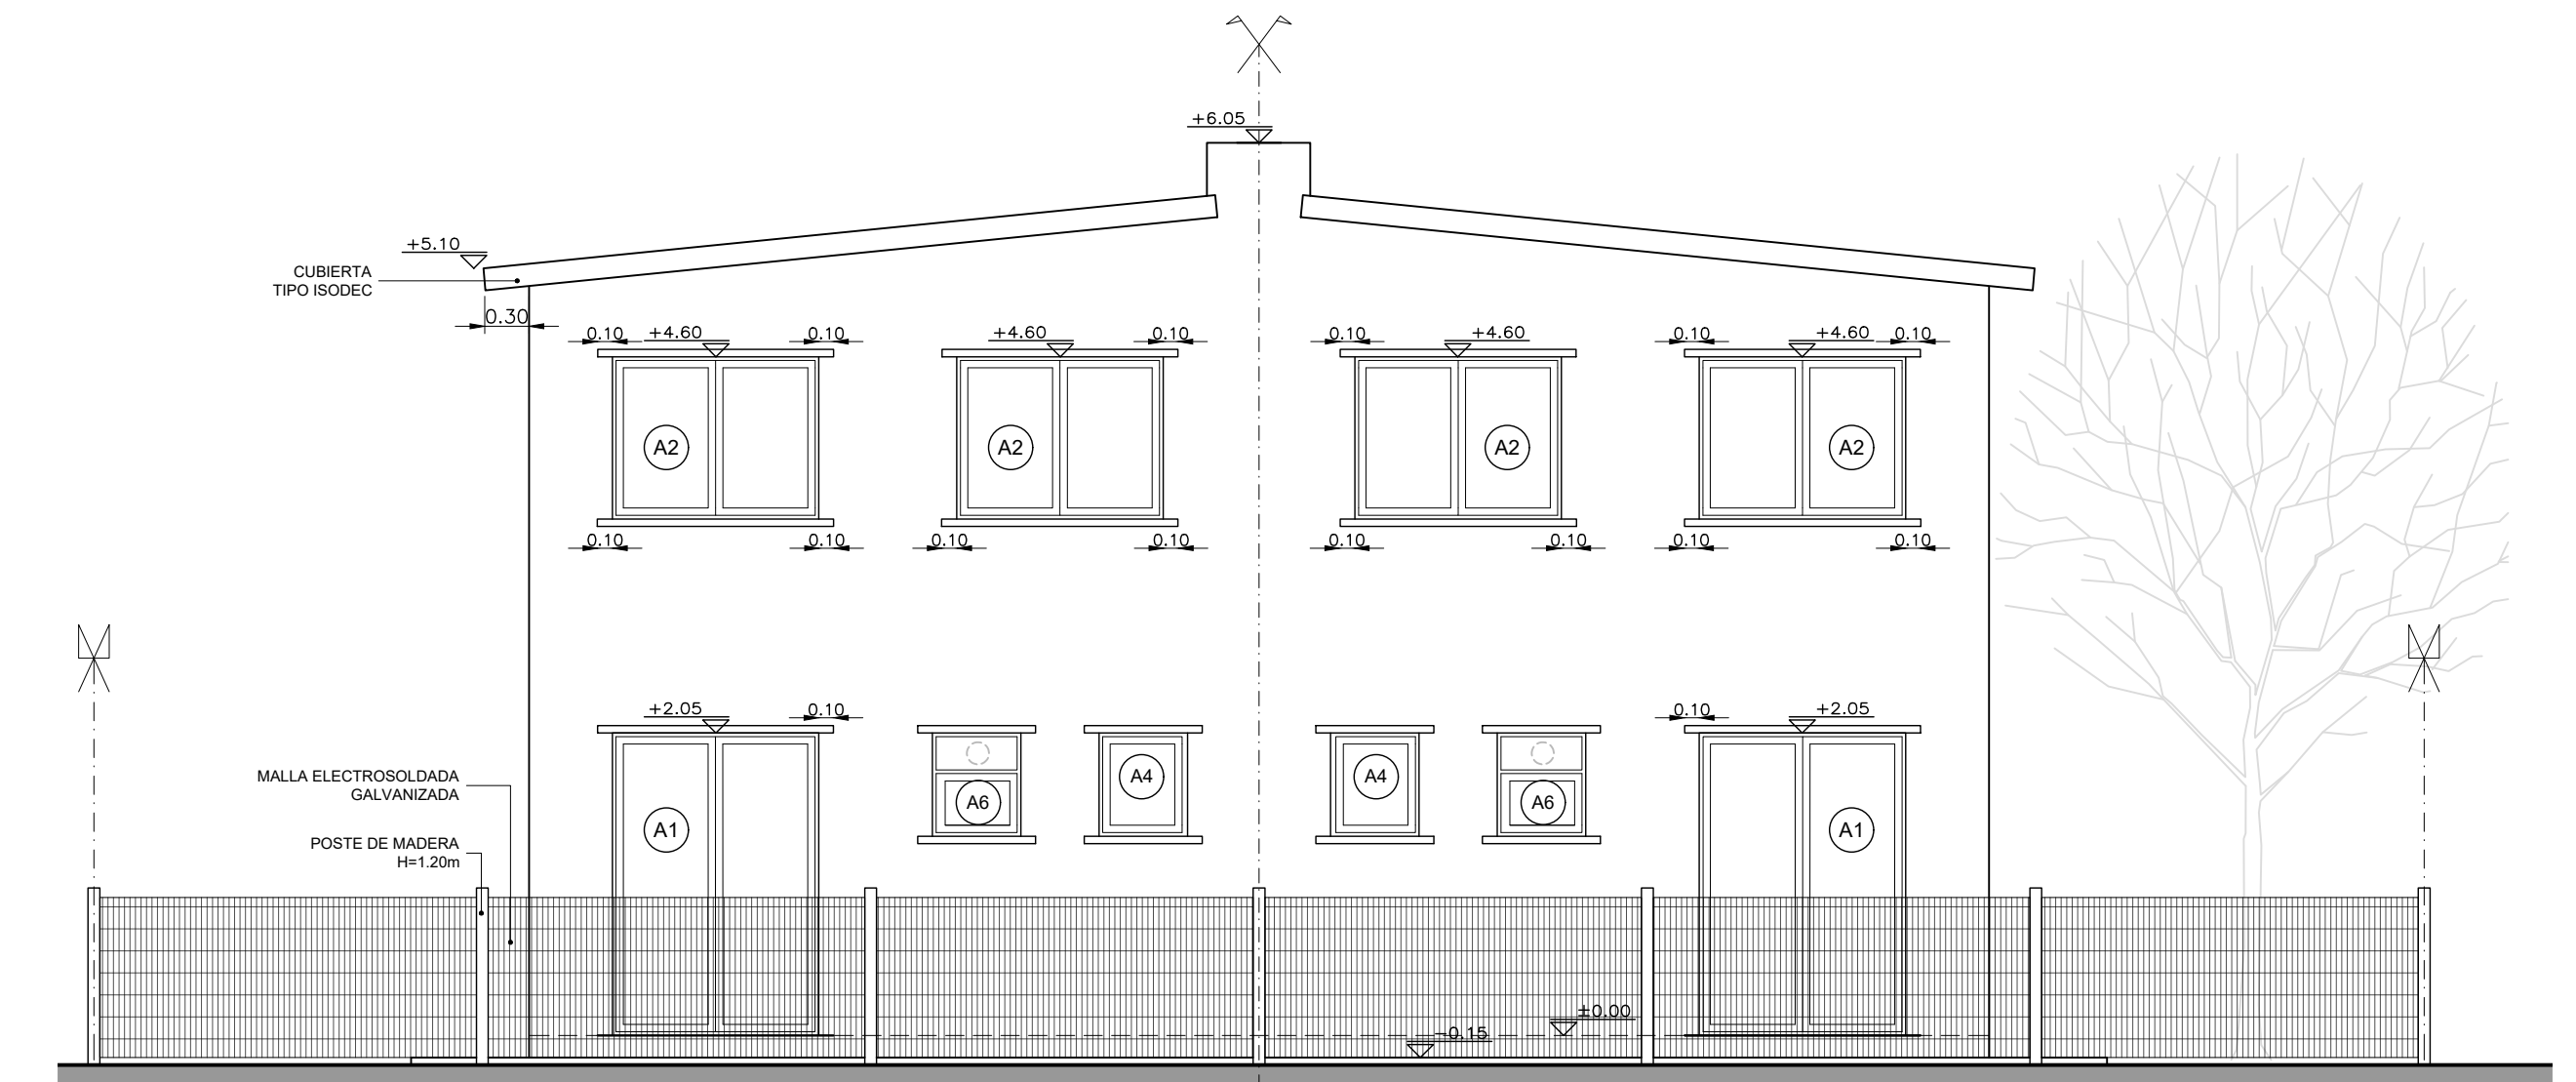 +6.05
+5.10
CUBIERTA
TIPO ISODEC
0.30
0.10 +4.60 0.10 +4.60 0.10 0.10 +4.60 0.10 +4.60 0.10
A2 A2 A2 A2
0.10 0.10 0.10 0.10 0.10 0.10 0.10 0.10
+2.05 0.10 0.10 +2.05
MALLA ELECTROSOLDADA
GALVANIZADA
A4 A4
A6 A6
A1 A1
POSTE DE MADERA
H=1.20m
±0.00
-0.15